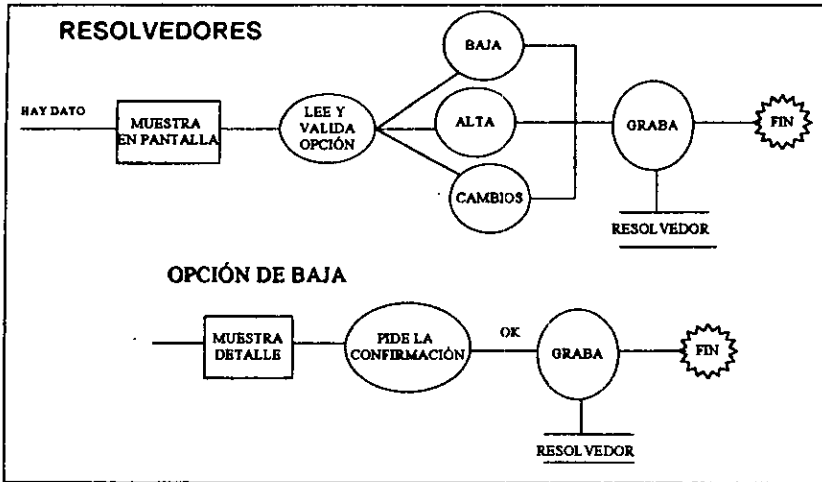 RESOLVEDORES
HAY DATO
MUESTRA
EN PANTALLA
LEE Y
VALIDA
OPCIÓN
BAJA
ALTA
CAMBIOS
GRABA
FIN
RESOLVEDOR
OPCIÓN DE BAJA
MUESTRA
DETALLE
PIDE LA
CONFIRMACIÓN
OK
GRABA
FIN
RESOLVEDOR